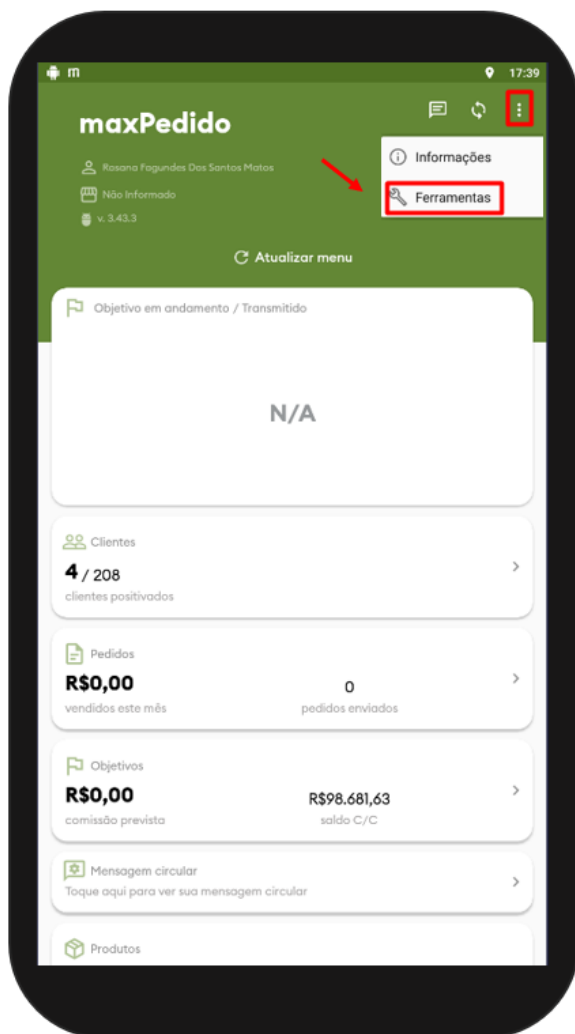 m
17:39
maxPedido
Informações
Rosana Fagundes Dos Santos Matos
Não Informado
Ferramentas
v. 3.43.3
Atualizar menu
Objetivo em andamento / Transmitido
N/A
Clientes
4 / 208
clientes positivados
Pedidos
R$0,00 0
vendidos este mês pedidos enviados
Objetivos
R$0,00 R$98.681,63
comissão prevista saldo C/C
Mensagem circular
Toque aqui para ver sua mensagem circular
Produtos